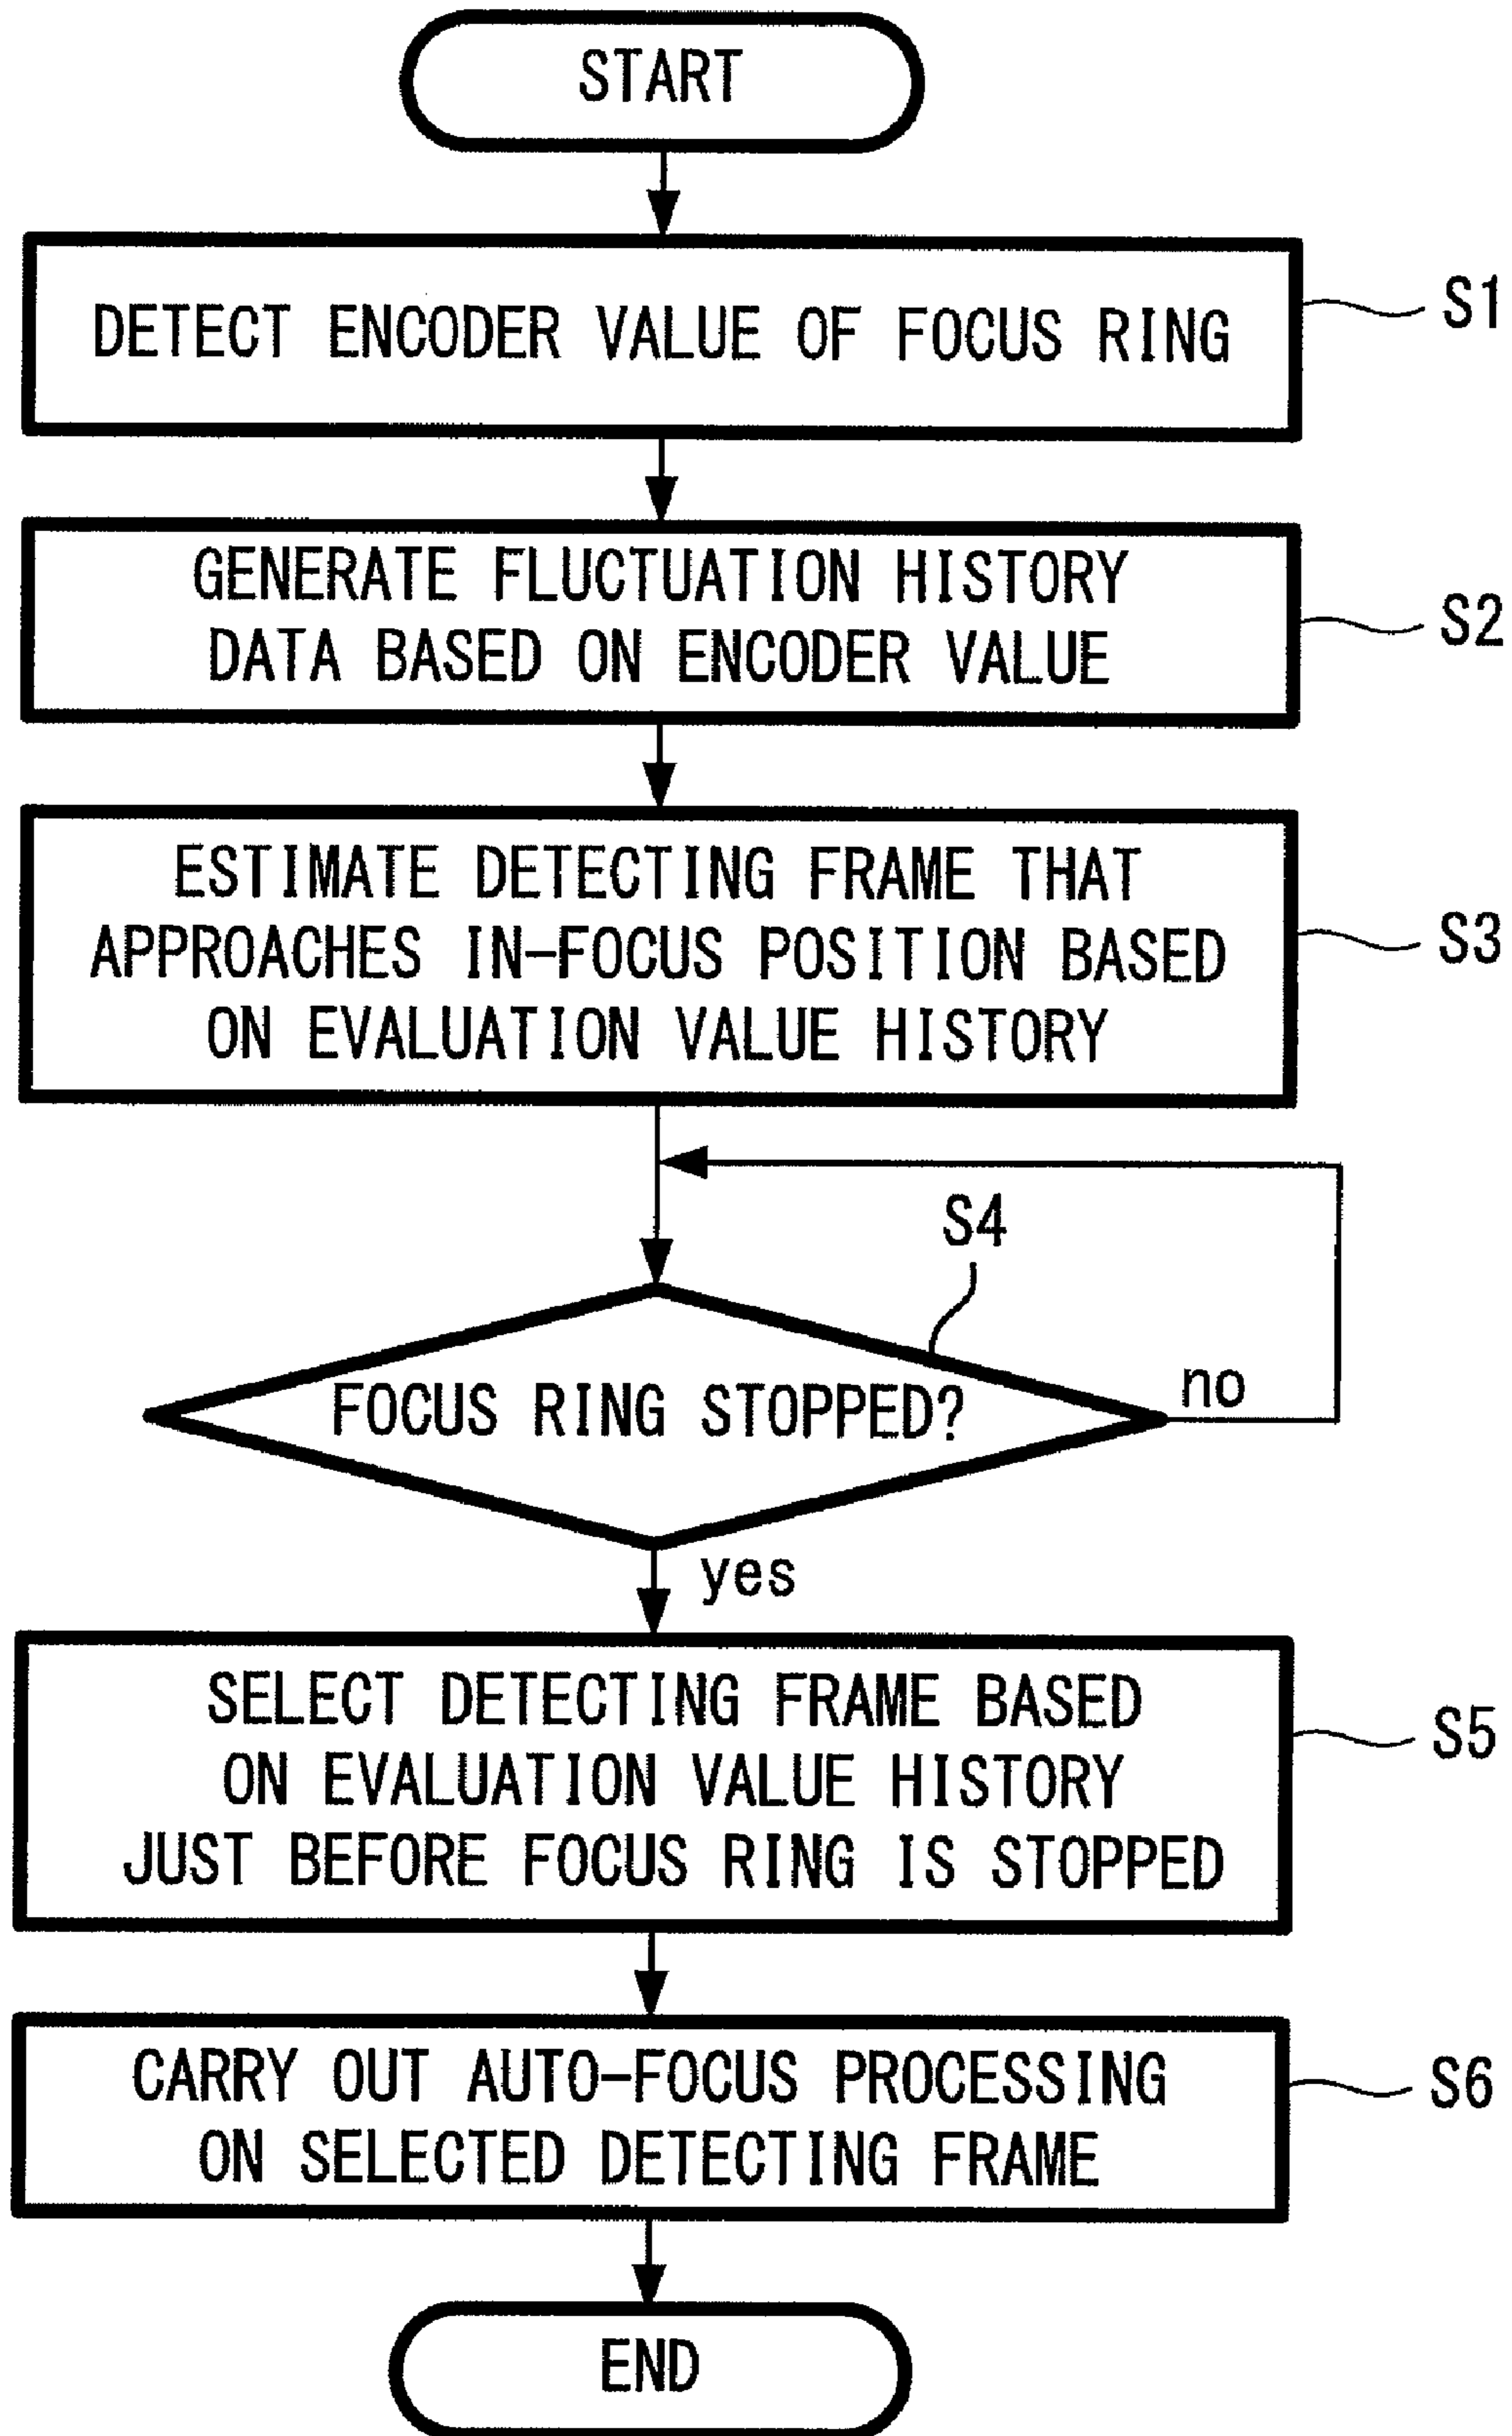 START
DETECT ENCODER VALUE OF FOCUS RING
S1
GENERATE FLUCTUATION HISTORY
DATA BASED ON ENCODER VALUE
S2
ESTIMATE DETECTING FRAME THAT
APPROACHES IN-FOCUS POSITION BASED
ON EVALUATION VALUE HISTORY
S3
S4
FOCUS RING STOPPED?
no
yes
SELECT DETECTING FRAME BASED
ON EVALUATION VALUE HISTORY
JUST BEFORE FOCUS RING IS STOPPED
S5
CARRY OUT AUTO-FOCUS PROCESSING
ON SELECTED DETECTING FRAME
S6
END